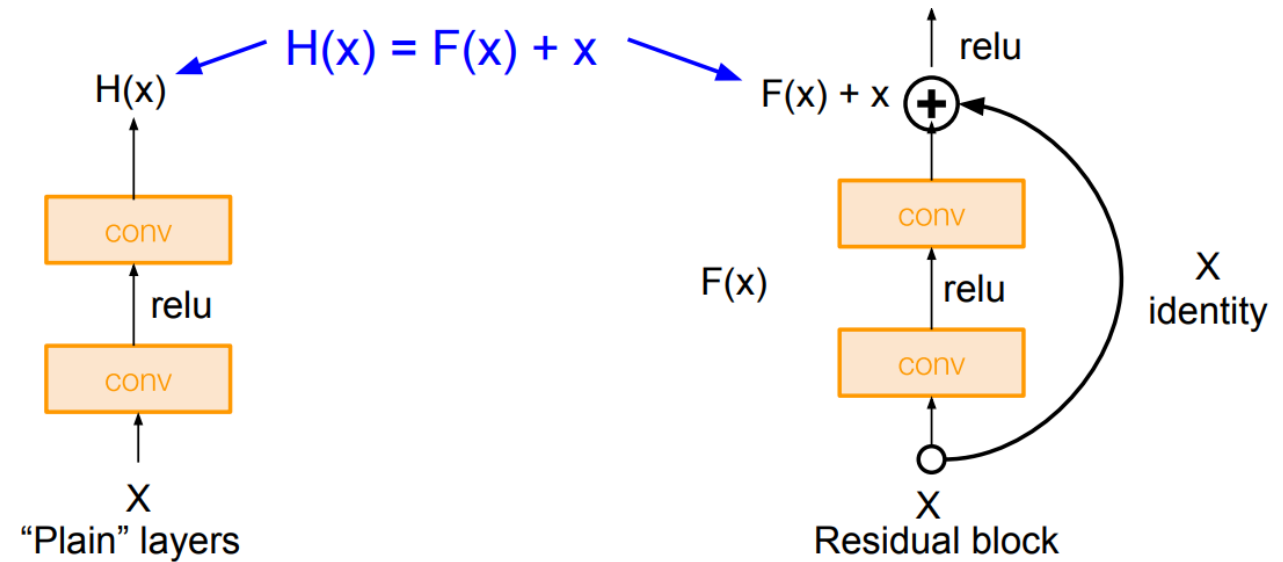 H(x) = F(x) + x
H(x)
conv
relu
conv
X
“Plain” layers
relu
F(x) + x
conv
F(x)
relu
X
identity
conv
X
Residual block